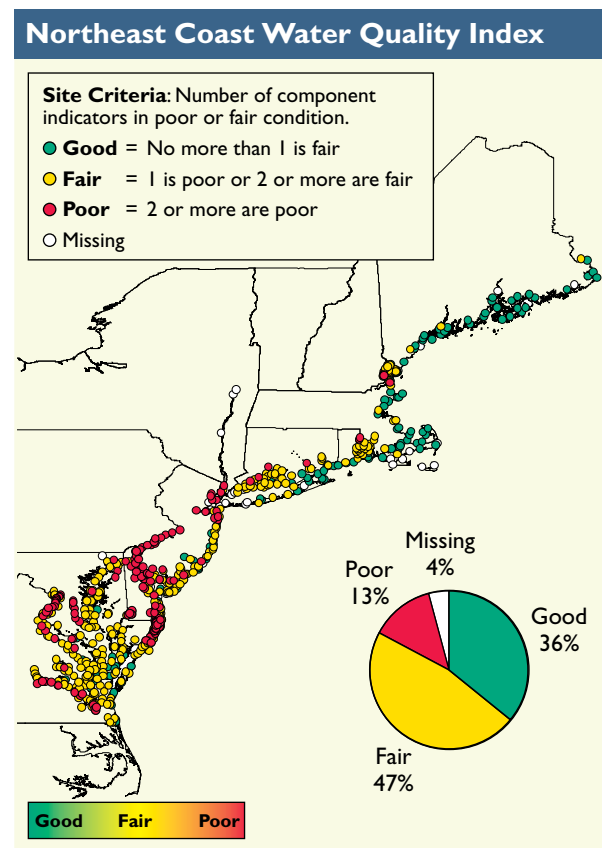 Northeast Coast Water Quality Index
Site Criteria: Number of component
indicators in poor or fair condition.
Good = No more than 1 is fair
Fair = 1 is poor or 2 or more are fair
Poor = 2 or more are poor
Missing
Missing
4%
Poor
13%
Good
36%
Fair
47%
Good Fair Poor